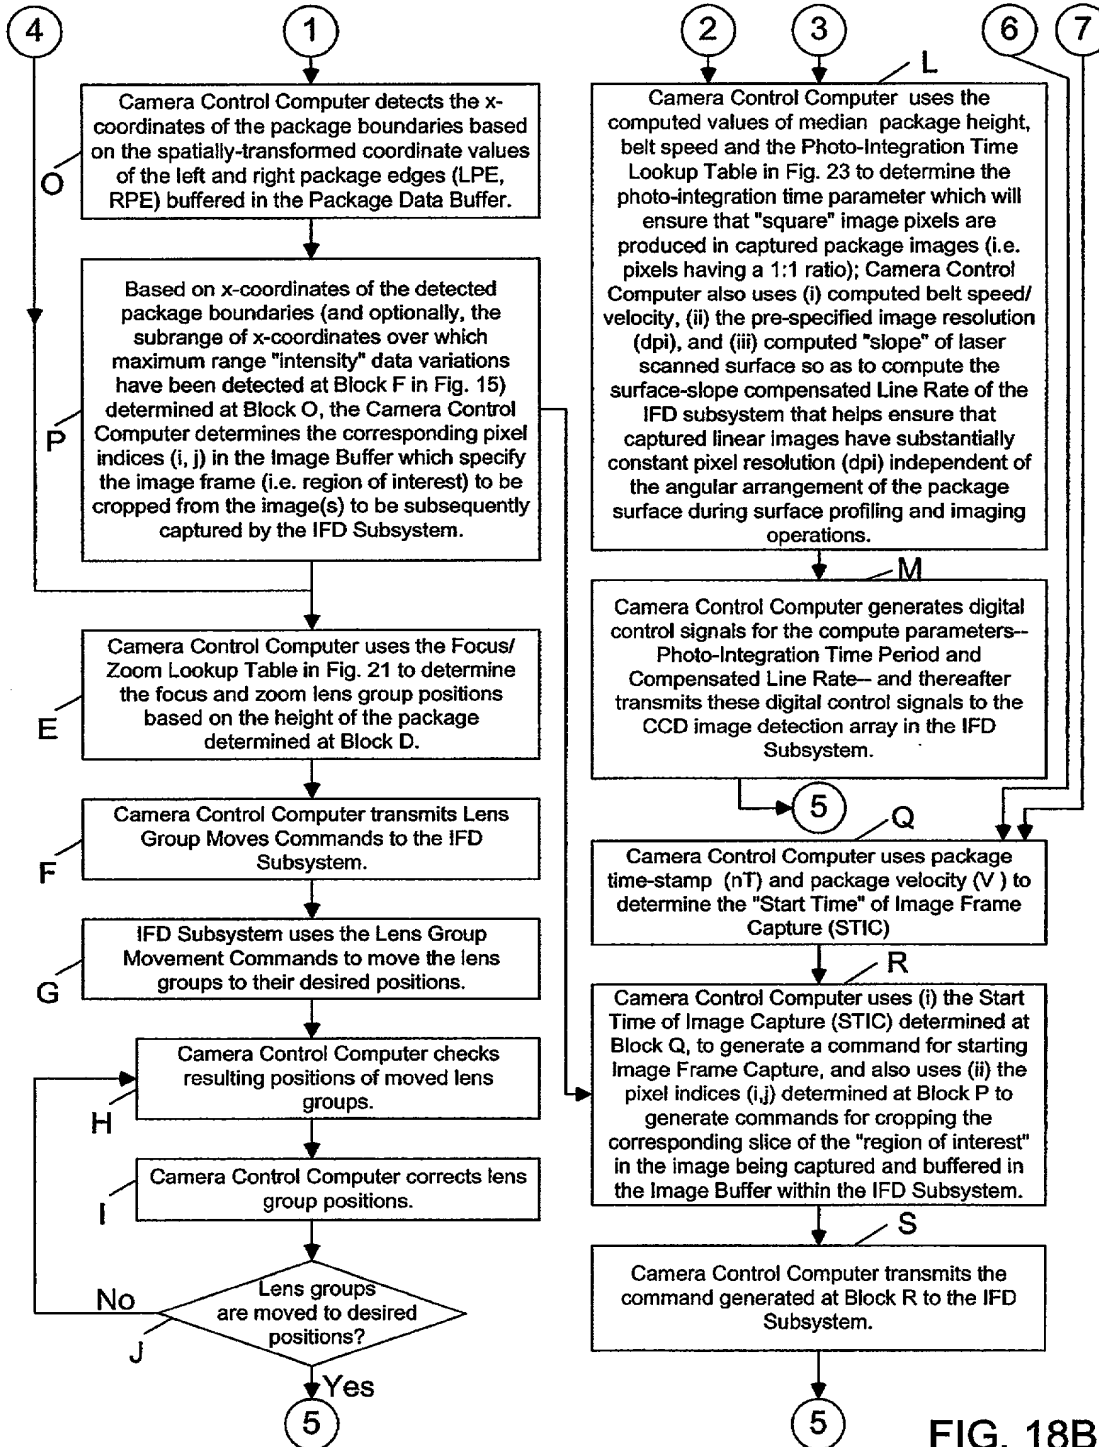 4
1
Camera Control Computer detects the x-
coordinates of the package boundaries based
on the spatially-transformed coordinate values
of the left and right package edges (LPE,
RPE) buffered in the Package Data Buffer.
O
Based on x-coordinates of the detected
package boundaries (and optionally, the
subrange of x-coordinates over which
maximum range "intensity" data variations
have been detected at Block F in Fig. 15)
determined at Block O, the Camera Control
Computer determines the corresponding pixel
indices (i, j) in the Image Buffer which specify
the image frame (i.e. region of interest) to be
cropped from the image(s) to be subsequently
captured by the IFD Subsystem.
P
Camera Control Computer uses the Focus/
Zoom Lookup Table in Fig. 21 to determine
the focus and zoom lens group positions
based on the height of the package
determined at Block D.
E
Camera Control Computer transmits Lens
Group Moves Commands to the IFD
Subsystem.
F
IFD Subsystem uses the Lens Group
Movement Commands to move the lens
groups to their desired positions.
G
Camera Control Computer checks
resulting positions of moved lens
groups.
H
Camera Control Computer corrects lens
group positions.
I
Lens groups
are moved to desired
positions?
No
J
Yes
5
2
3
6
7
L
Camera Control Computer uses the
computed values of median package height,
belt speed and the Photo-Integration Time
Lookup Table in Fig. 23 to determine the
photo-integration time parameter which will
ensure that "square" image pixels are
produced in captured package images (i.e.
pixels having a 1:1 ratio); Camera Control
Computer also uses (i) computed belt speed/
velocity, (ii) the pre-specified image resolution
(dpi), and (iii) computed "slope" of laser
scanned surface so as to compute the
surface-slope compensated Line Rate of the
IFD subsystem that helps ensure that
captured linear images have substantially
constant pixel resolution (dpi) independent of
the angular arrangement of the package
surface during surface profiling and imaging
operations.
M
Camera Control Computer generates digital
control signals for the compute parameters--
Photo-Integration Time Period and
Compensated Line Rate-- and thereafter
transmits these digital control signals to the
CCD image detection array in the IFD
Subsystem.
5
Q
Camera Control Computer uses package
time-stamp (nT) and package velocity (V ) to
determine the "Start Time" of Image Frame
Capture (STIC)
R
Camera Control Computer uses (i) the Start
Time of Image Capture (STIC) determined at
Block Q, to generate a command for starting
Image Frame Capture, and also uses (ii) the
pixel indices (i,j) determined at Block P to
generate commands for cropping the
corresponding slice of the "region of interest"
in the image being captured and buffered in
the Image Buffer within the IFD Subsystem.
S
Camera Control Computer transmits the
command generated at Block R to the IFD
Subsystem.
5
FIG. 18B